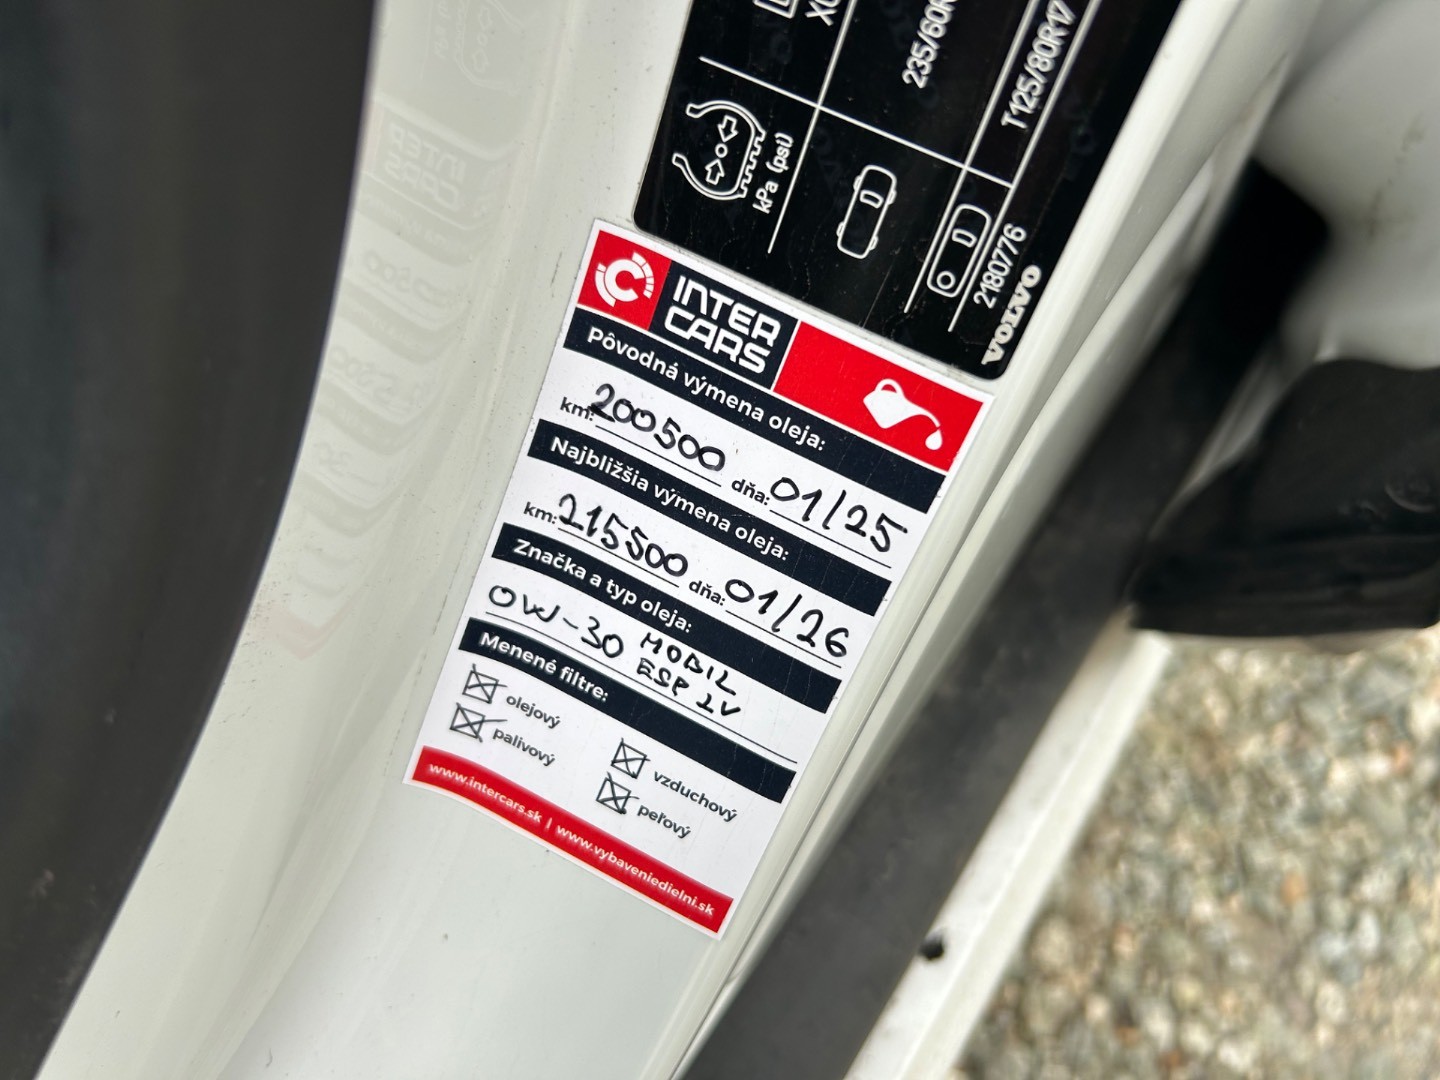 235/60R
T125/80R17
kPa (psi)
2180776
VOLVO
INTER
CARS
Pôvodná výmena oleja:
km: 200500 dňa: 01/25
Najbližšia výmena oleja:
km: 215500 dňa: 01/26
Značka a typ oleja:
0W-30 MOBIL
ESP LV
Menené filtre:
olejový vzduchový
palivový peľový
www.intercars.sk | www.vybaveniedielni.sk